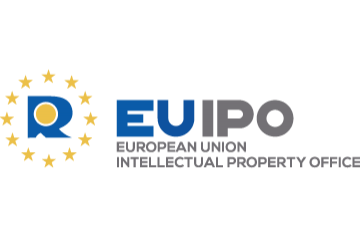 R
EUIPO
EUROPEAN UNION
INTELLECTUAL PROPERTY OFFICE